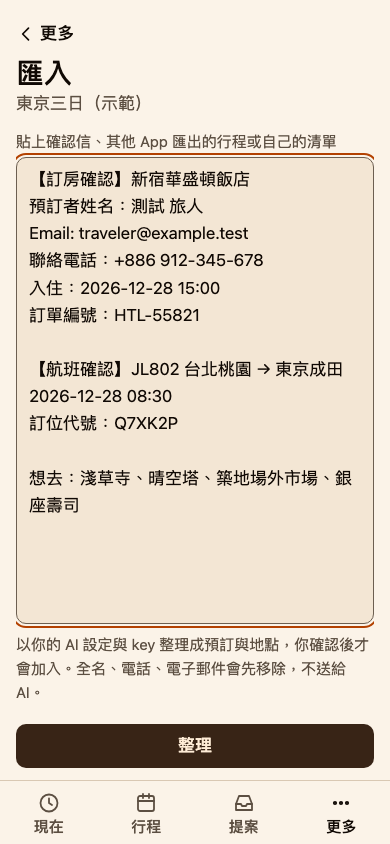 更多
匯入
東京三日（示範）
貼上確認信、其他 App 匯出的行程或自己的清單
【訂房確認】新宿華盛頓飯店
預訂者姓名：測試 旅人
Email: traveler@example.test
聯絡電話：+886 912-345-678
入住：2026-12-28 15:00
訂單編號：HTL-55821
【航班確認】JL802 台北桃園 → 東京成田
2026-12-28 08:30
訂位代號：Q7XK2P
想去：淺草寺、晴空塔、築地場外市場、銀
座壽司
以你的 AI 設定與 key 整理成預訂與地點，你確認後才
會加入。全名、電話、電子郵件會先移除，不送給
AI。
整理
現在
行程
提案
更多